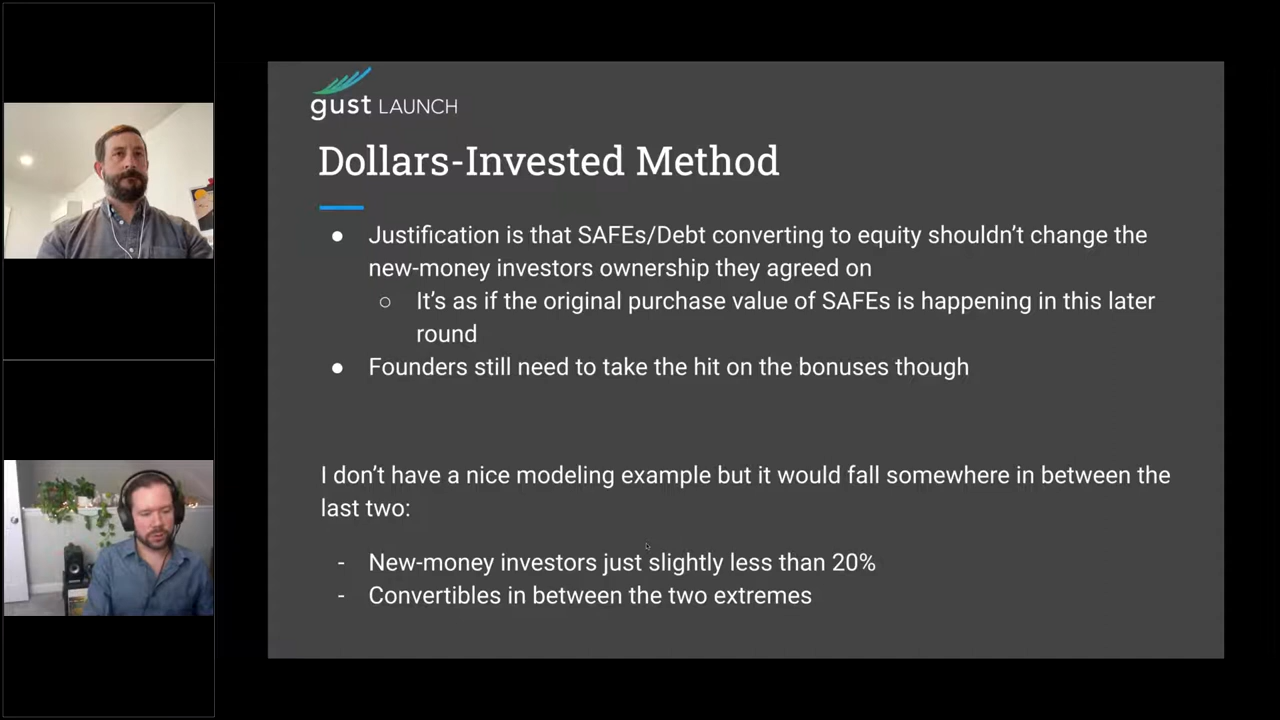 gust LAUNCH
Dollars-Invested Method
● Justification is that SAFEs/Debt converting to equity shouldn’t change the
new-money investors ownership they agreed on
○ It’s as if the original purchase value of SAFEs is happening in this later
round
● Founders still need to take the hit on the bonuses though
I don’t have a nice modeling example but it would fall somewhere in between the
last two:
- New-money investors just slightly less than 20%
- Convertibles in between the two extremes